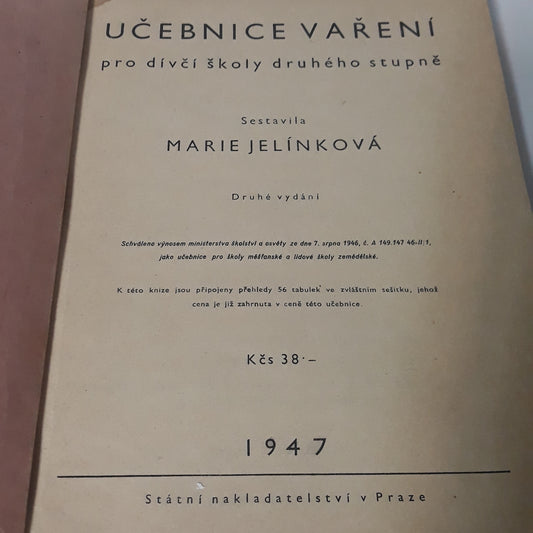 UČEBNICE VAŘENÍ
pro dívčí školy druhého stupně
Sestavila
MARIE JELÍNKOVÁ
Druhé vydání
Schváleno výnosem ministerstva školství a osvěty ze dne 7. srpna 1946, č. A 149.147 46-II/1,
jako učebnice pro školy měšťanské a lidové školy zemědělské.
K této knize jsou připojeny přehledy 56 tabulek ve zvláštním sešitku, jehož
cena je již zahrnuta v ceně této učebnice.
Kčs 38·–
1947
Státní nakladatelství v Praze